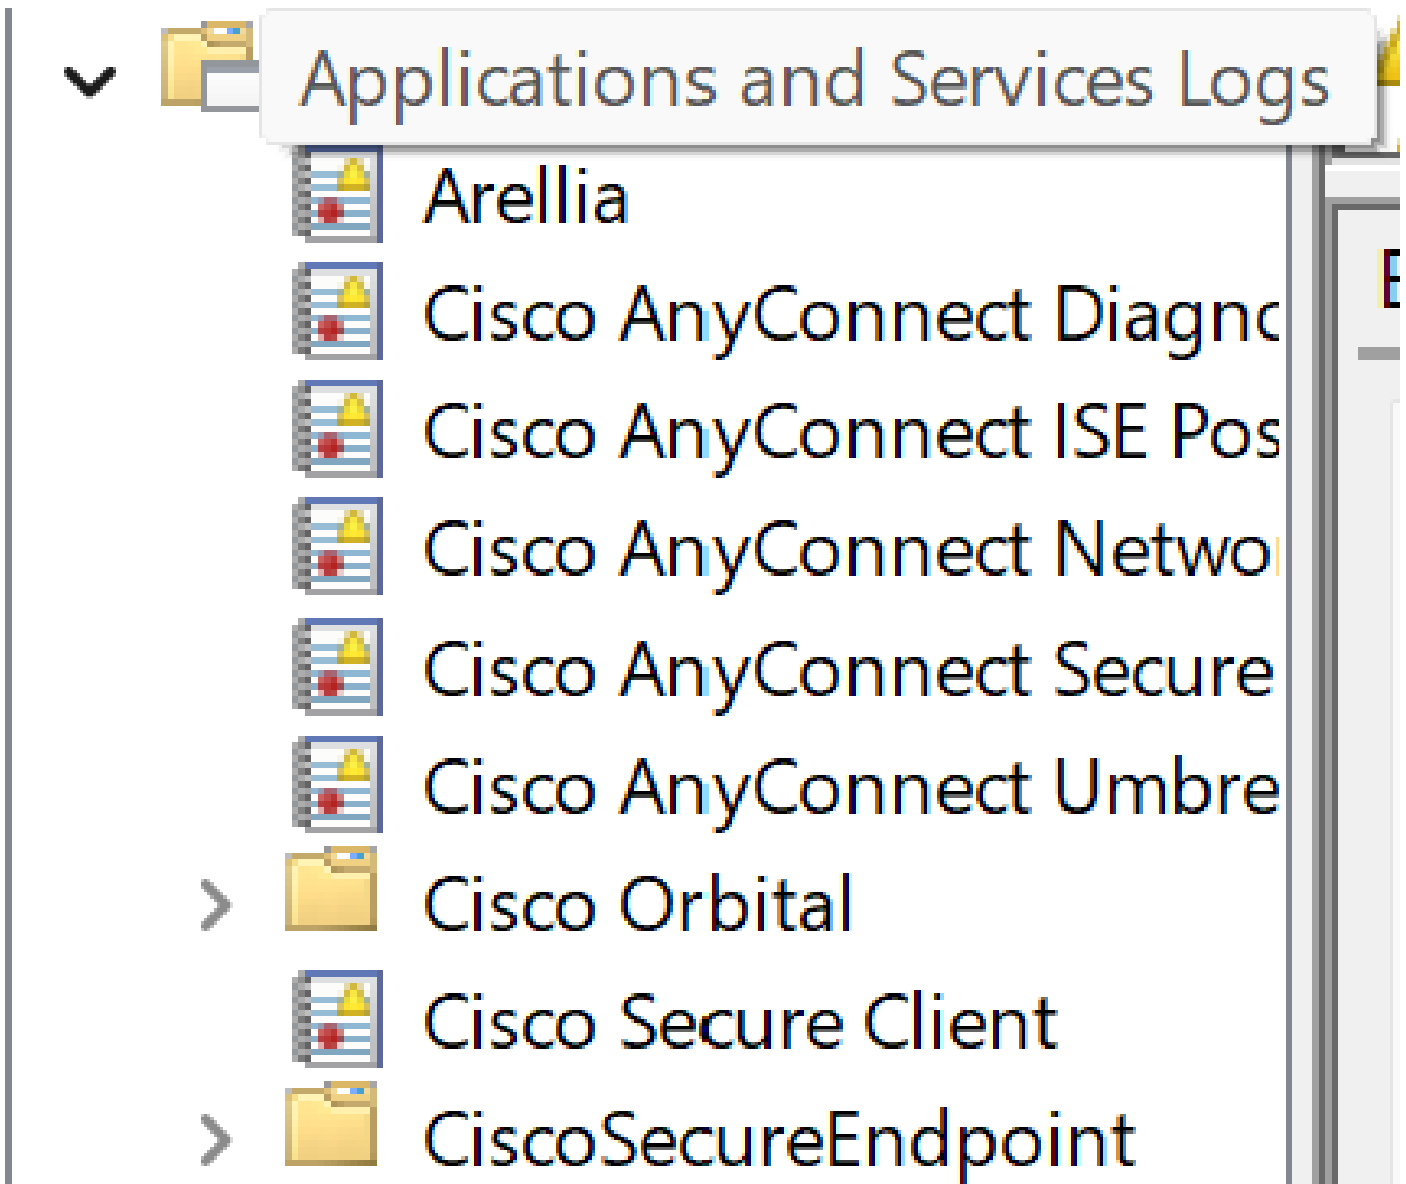 Applications and Services Logs
Arellia
Cisco AnyConnect Diagno
Cisco AnyConnect ISE Pos
Cisco AnyConnect Netwo
Cisco AnyConnect Secure
Cisco AnyConnect Umbre
Cisco Orbital
Cisco Secure Client
CiscoSecureEndpoint